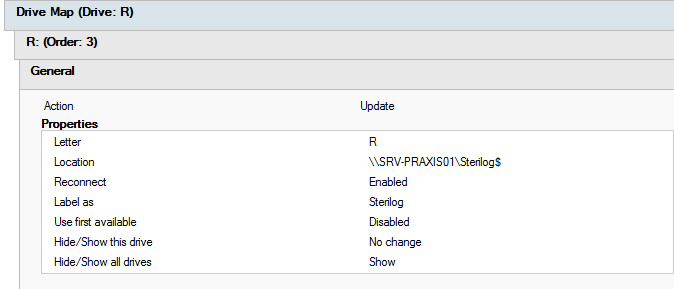 Drive Map (Drive: R)
R: (Order: 3)
General
Action Update
Properties
Letter R
Location \\SRV-PRAXIS01\Sterilog$
Reconnect Enabled
Label as Sterilog
Use first available Disabled
Hide/Show this drive No change
Hide/Show all drives Show